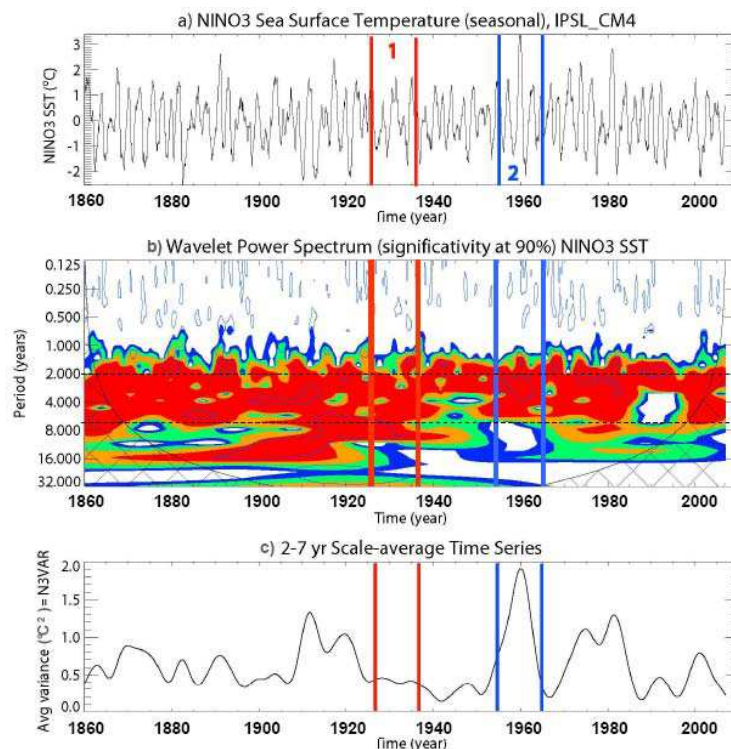 a) NINO3 Sea Surface Temperature (seasonal), IPSL_CM4
NINO3 SST (°C)
3
2
1
0
-1
-2
1
2
1860 1880 1900 1920 1940 1960 1980 2000
Time (year)
b) Wavelet Power Spectrum (significativity at 90%) NINO3 SST
Period (years)
0.125
0.250
0.500
1.000
2.000
4.000
8.000
16.000
32.000
1860 1880 1900 1920 1940 1960 1980 2000
Time (year)
c) 2-7 yr Scale-average Time Series
Avg variance (°C²) = N3VAR
2.0
1.5
1.0
0.5
0.0
1860 1880 1900 1920 1940 1960 1980 2000
Time (year)